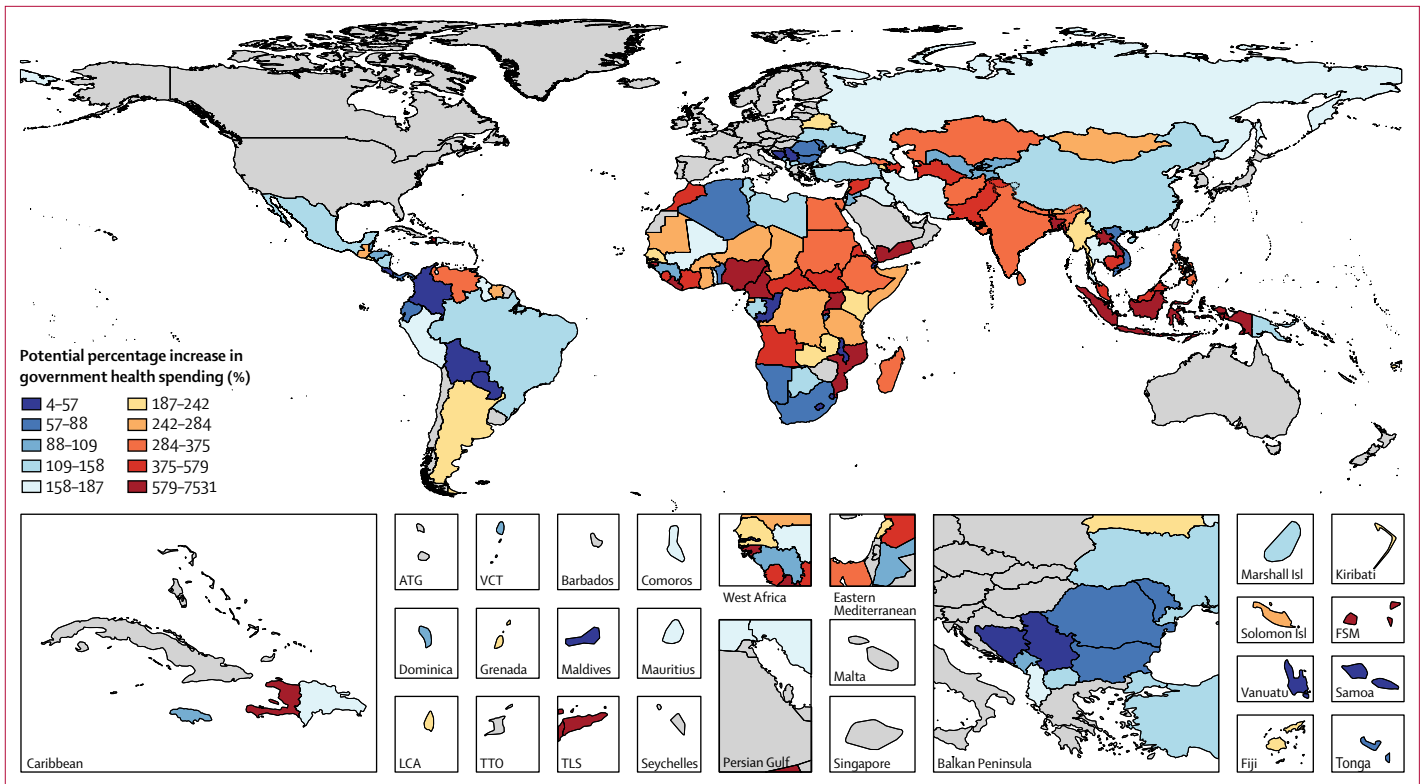 Potential percentage increase in
government health spending (%)
4–57
57–88
88–109
109–158
158–187
187–242
242–284
284–375
375–579
579–7531
Caribbean
ATG
VCT
Barbados
Comoros
Dominica
Grenada
Maldives
Mauritius
LCA
TTO
TLS
Seychelles
West Africa
Eastern
Mediterranean
Persian Gulf
Malta
Singapore
Balkan Peninsula
Marshall Isl
Kiribati
Solomon Isl
FSM
Vanuatu
Samoa
Fiji
Tonga